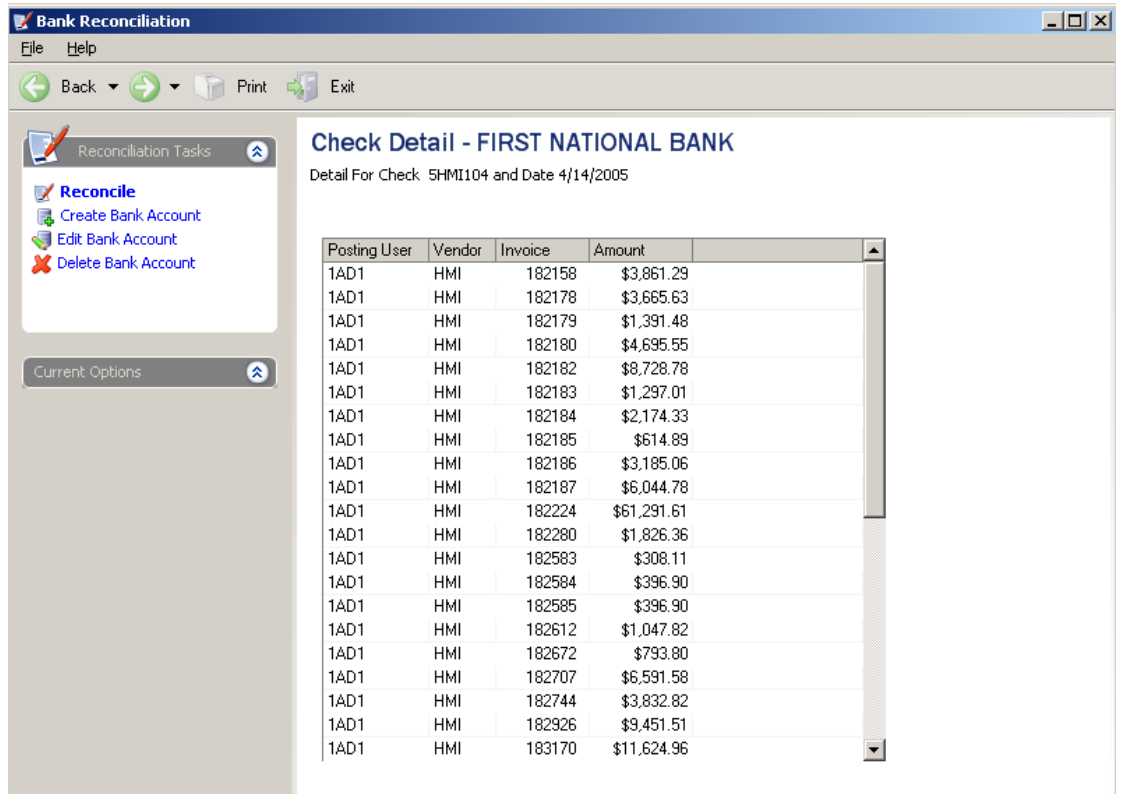 Bank Reconciliation
File Help
Back Print Exit
Reconciliation Tasks
Reconcile
Create Bank Account
Edit Bank Account
Delete Bank Account
Current Options
Check Detail - FIRST NATIONAL BANK
Detail For Check 5HMI104 and Date 4/14/2005
Posting User Vendor Invoice Amount
1AD1 HMI 182158 $3,861.29
1AD1 HMI 182178 $3,665.63
1AD1 HMI 182179 $1,391.48
1AD1 HMI 182180 $4,695.55
1AD1 HMI 182182 $8,728.78
1AD1 HMI 182183 $1,297.01
1AD1 HMI 182184 $2,174.33
1AD1 HMI 182185 $614.89
1AD1 HMI 182186 $3,185.06
1AD1 HMI 182187 $6,044.78
1AD1 HMI 182224 $61,291.61
1AD1 HMI 182280 $1,826.36
1AD1 HMI 182583 $308.11
1AD1 HMI 182584 $396.90
1AD1 HMI 182585 $396.90
1AD1 HMI 182612 $1,047.82
1AD1 HMI 182672 $793.80
1AD1 HMI 182707 $6,591.58
1AD1 HMI 182744 $3,832.82
1AD1 HMI 182926 $9,451.51
1AD1 HMI 183170 $11,624.96